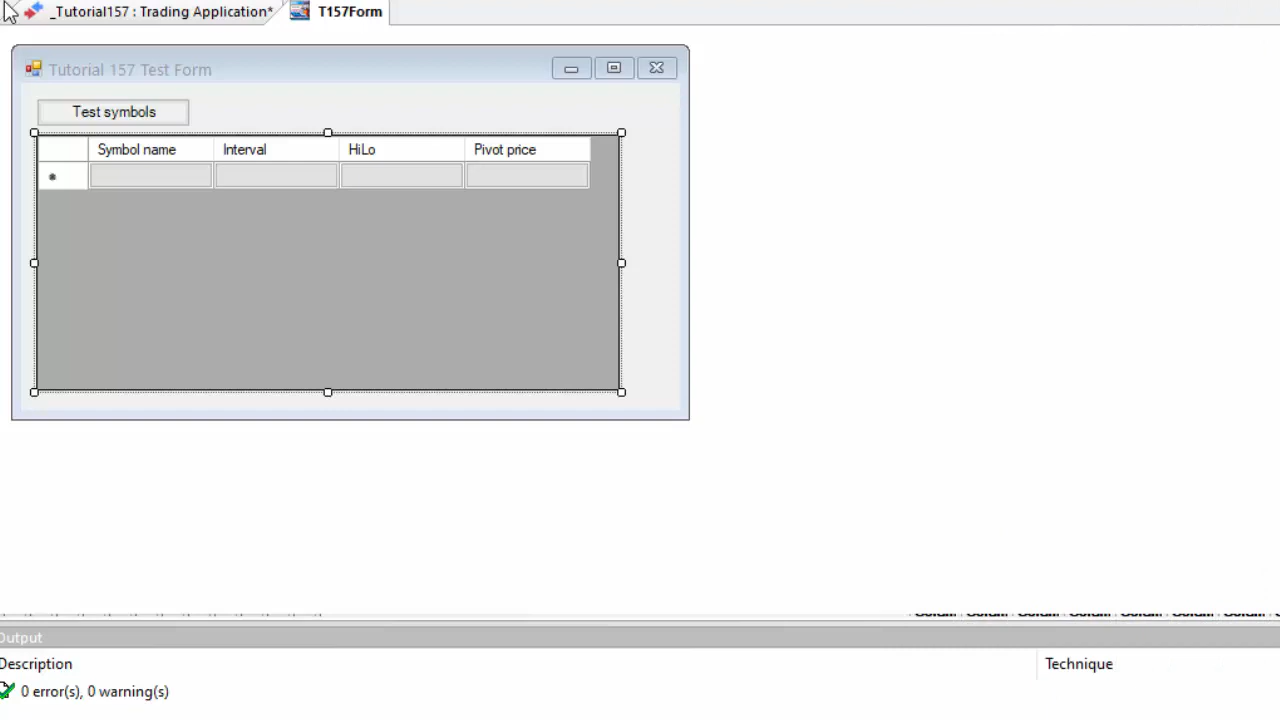 _Tutorial157 : Trading Application*
T157Form
Tutorial 157 Test Form
Test symbols
Symbol name Interval HiLo Pivot price
Output
Description Technique
0 error(s), 0 warning(s)